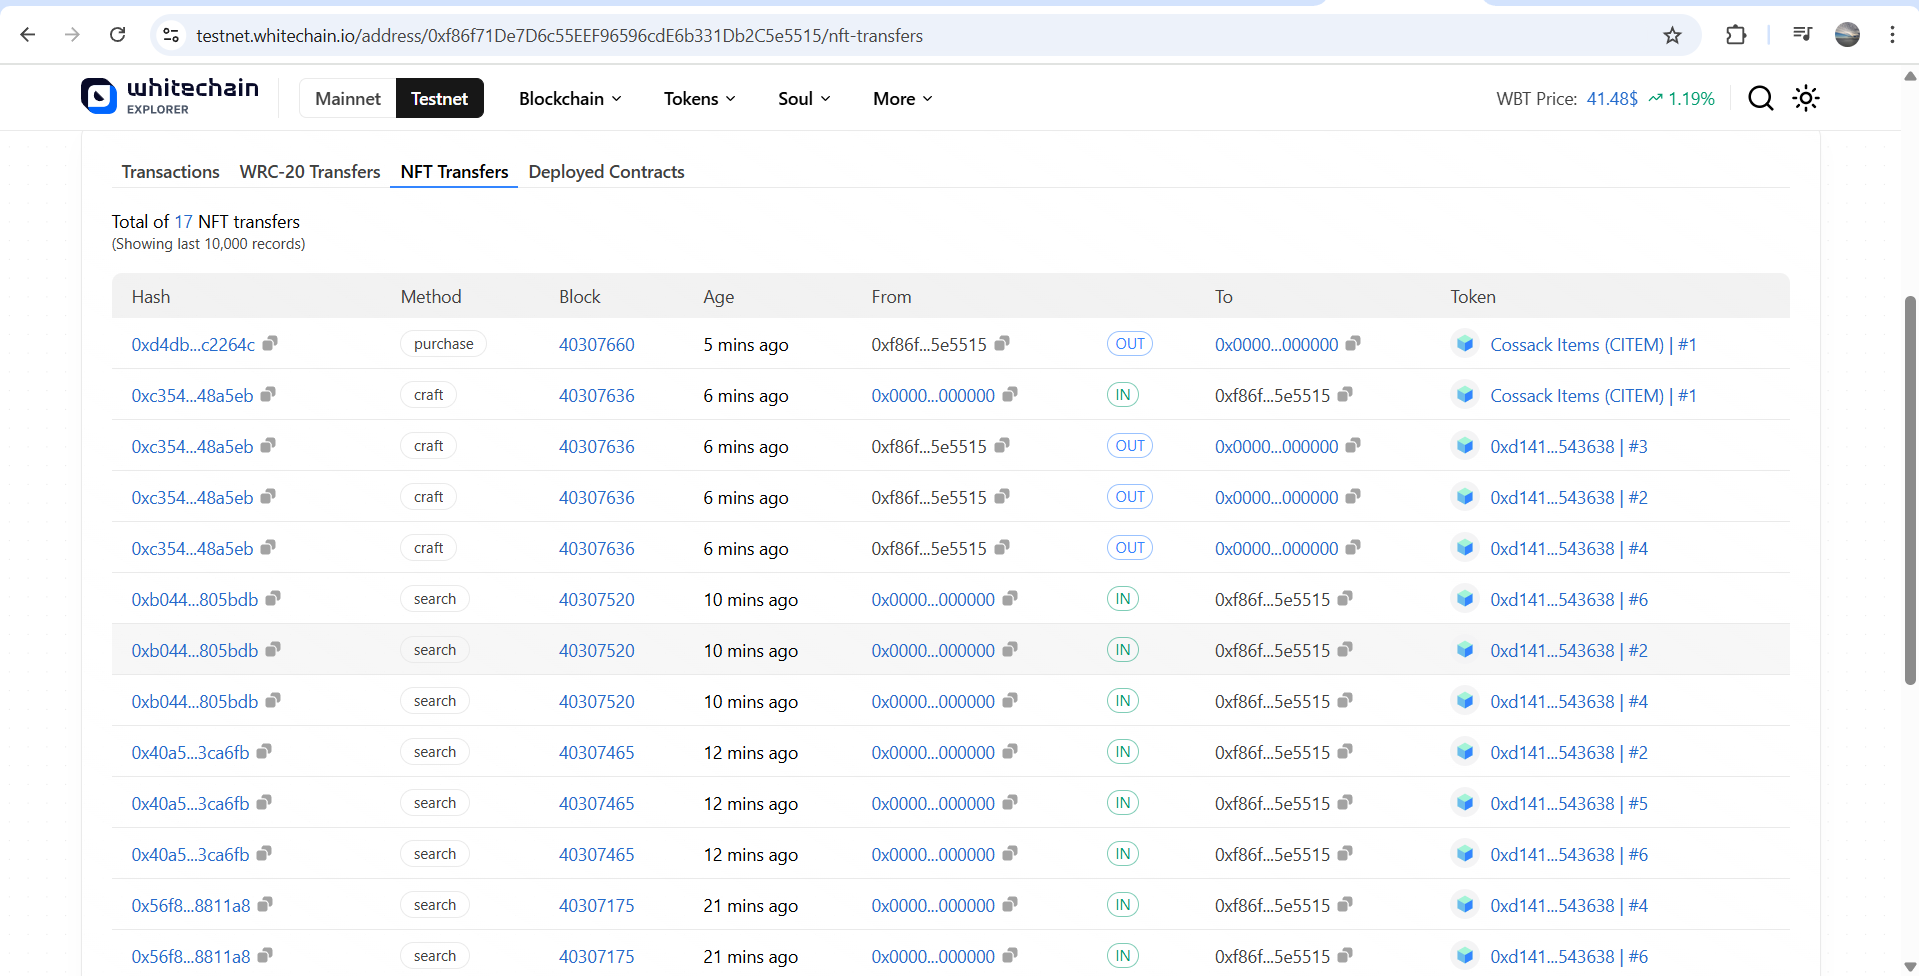 testnet.whitechain.io/address/0xf86f71De7D6c55EEF96596cdE6b331Db2C5e5515/nft-transfers
whitechain
EXPLORER
Mainnet Testnet Blockchain Tokens Soul More WBT Price: 41.48$ 1.19%
Transactions WRC-20 Transfers NFT Transfers Deployed Contracts
Total of 17 NFT transfers
(Showing last 10,000 records)
Hash Method Block Age From To Token
0xd4db...c2264c purchase 40307660 5 mins ago 0xf86f...5e5515 OUT 0x0000...000000 Cossack Items (CITEM) | #1
0xc354...48a5eb craft 40307636 6 mins ago 0x0000...000000 IN 0xf86f...5e5515 Cossack Items (CITEM) | #1
0xc354...48a5eb craft 40307636 6 mins ago 0xf86f...5e5515 OUT 0x0000...000000 0xd141...543638 | #3
0xc354...48a5eb craft 40307636 6 mins ago 0xf86f...5e5515 OUT 0x0000...000000 0xd141...543638 | #2
0xc354...48a5eb craft 40307636 6 mins ago 0xf86f...5e5515 OUT 0x0000...000000 0xd141...543638 | #4
0xb044...805bdb search 40307520 10 mins ago 0x0000...000000 IN 0xf86f...5e5515 0xd141...543638 | #6
0xb044...805bdb search 40307520 10 mins ago 0x0000...000000 IN 0xf86f...5e5515 0xd141...543638 | #2
0xb044...805bdb search 40307520 10 mins ago 0x0000...000000 IN 0xf86f...5e5515 0xd141...543638 | #4
0x40a5...3ca6fb search 40307465 12 mins ago 0x0000...000000 IN 0xf86f...5e5515 0xd141...543638 | #2
0x40a5...3ca6fb search 40307465 12 mins ago 0x0000...000000 IN 0xf86f...5e5515 0xd141...543638 | #5
0x40a5...3ca6fb search 40307465 12 mins ago 0x0000...000000 IN 0xf86f...5e5515 0xd141...543638 | #6
0x56f8...8811a8 search 40307175 21 mins ago 0x0000...000000 IN 0xf86f...5e5515 0xd141...543638 | #4
0x56f8...8811a8 search 40307175 21 mins ago 0x0000...000000 IN 0xf86f...5e5515 0xd141...543638 | #6